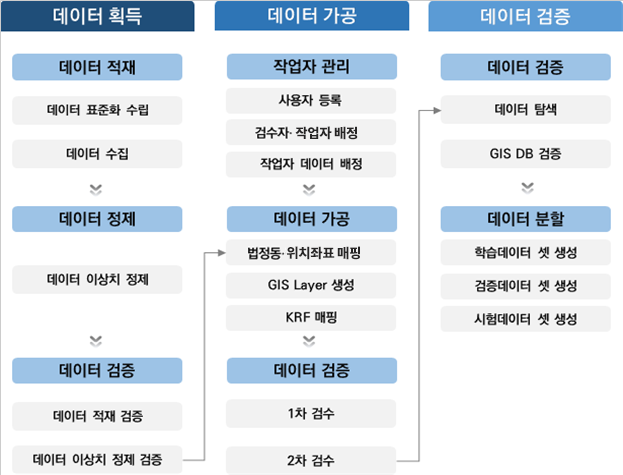 데이터 획득
데이터 적재
데이터 표준화 수립
데이터 수집
데이터 정제
데이터 이상치 정제
데이터 검증
데이터 적재 검증
데이터 이상치 정제 검증
데이터 가공
작업자 관리
사용자 등록
검수자·작업자 배정
작업자 데이터 배정
데이터 가공
법정동·위치좌표 매핑
GIS Layer 생성
KRF 매핑
데이터 검증
1차 검수
2차 검수
데이터 검증
데이터 검증
데이터 탐색
GIS DB 검증
데이터 분할
학습데이터 셋 생성
검증데이터 셋 생성
시험데이터 셋 생성